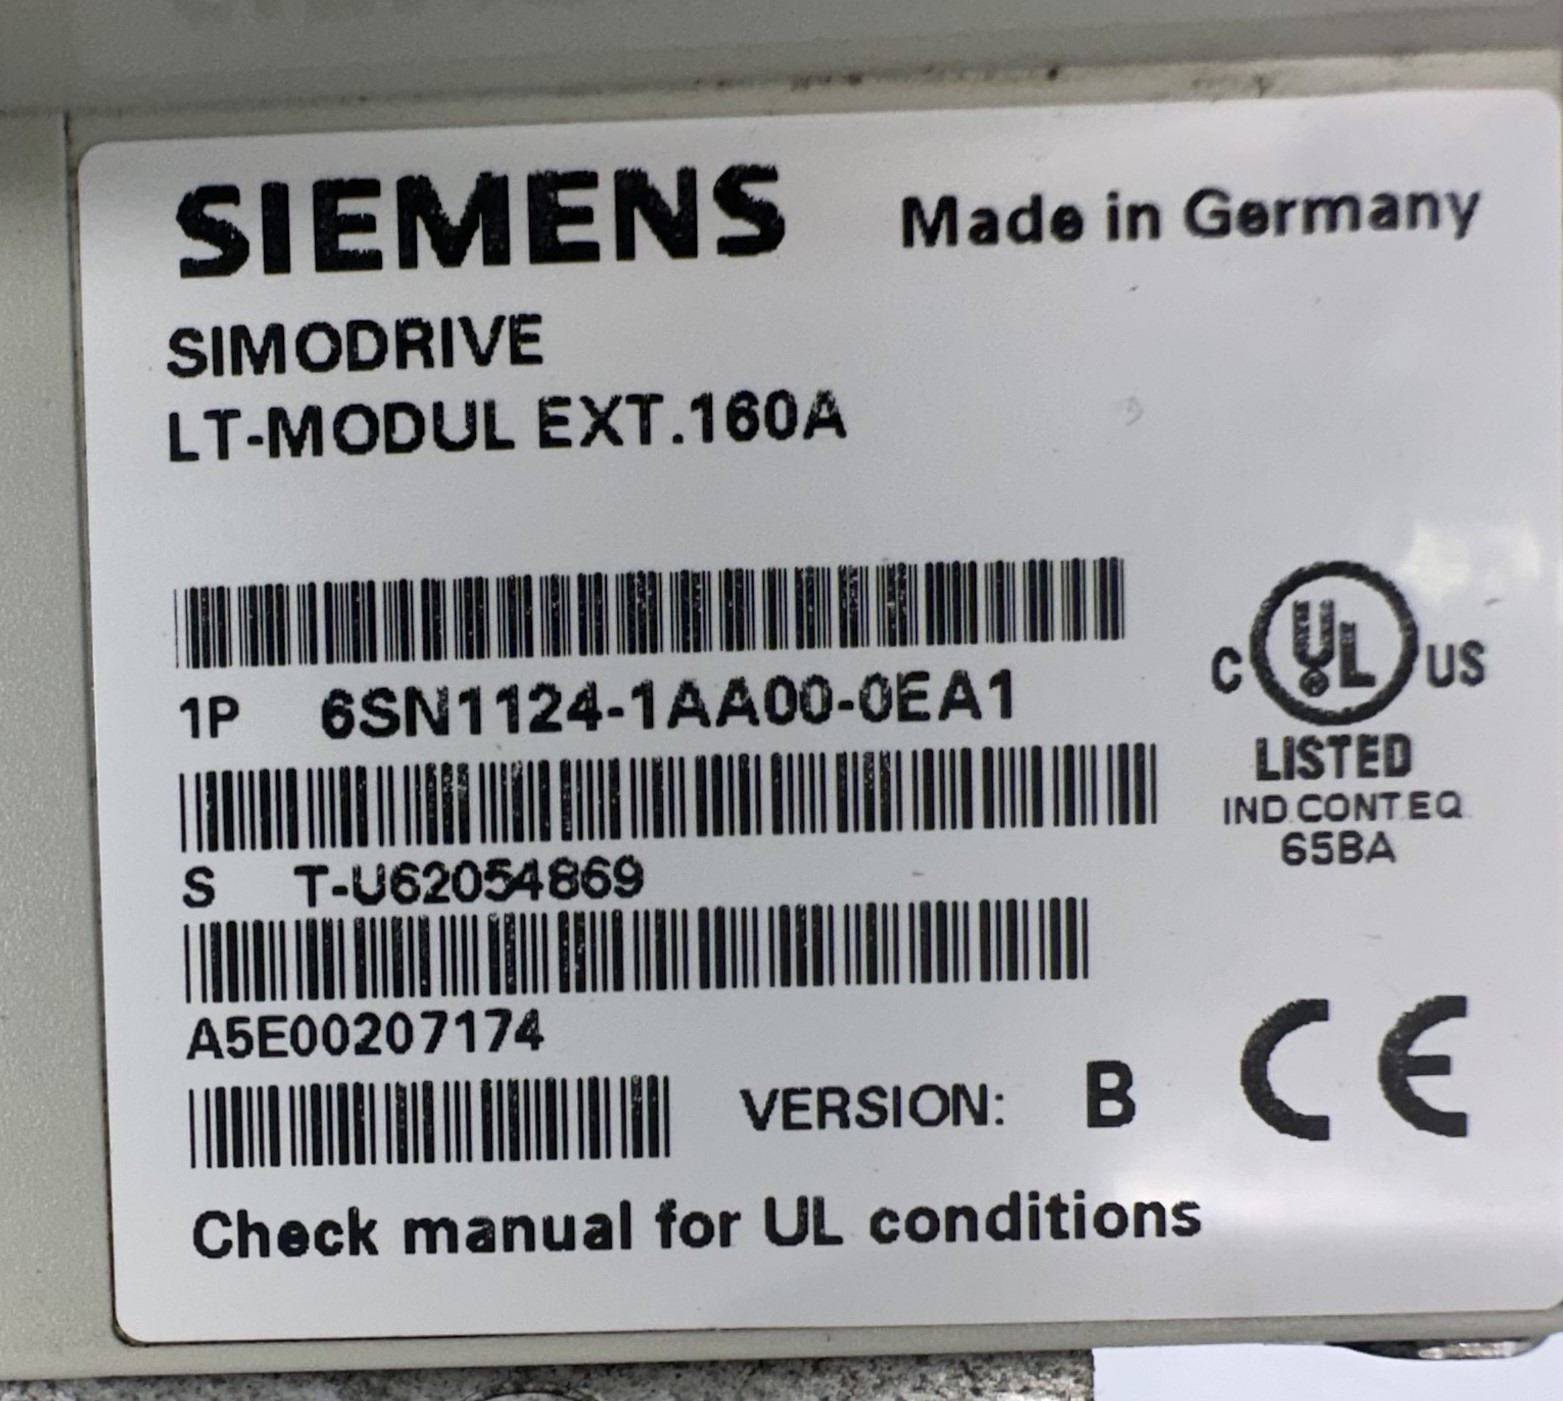 SIEMENS Made in Germany
SIMODRIVE
LT-MODUL EXT.160A
1P 6SN1124-1AA00-0EA1
C UL US
LISTED
IND.CONT.EQ.
65BA
S T-U62054869
A5E00207174
VERSION: B CE
Check manual for UL conditions